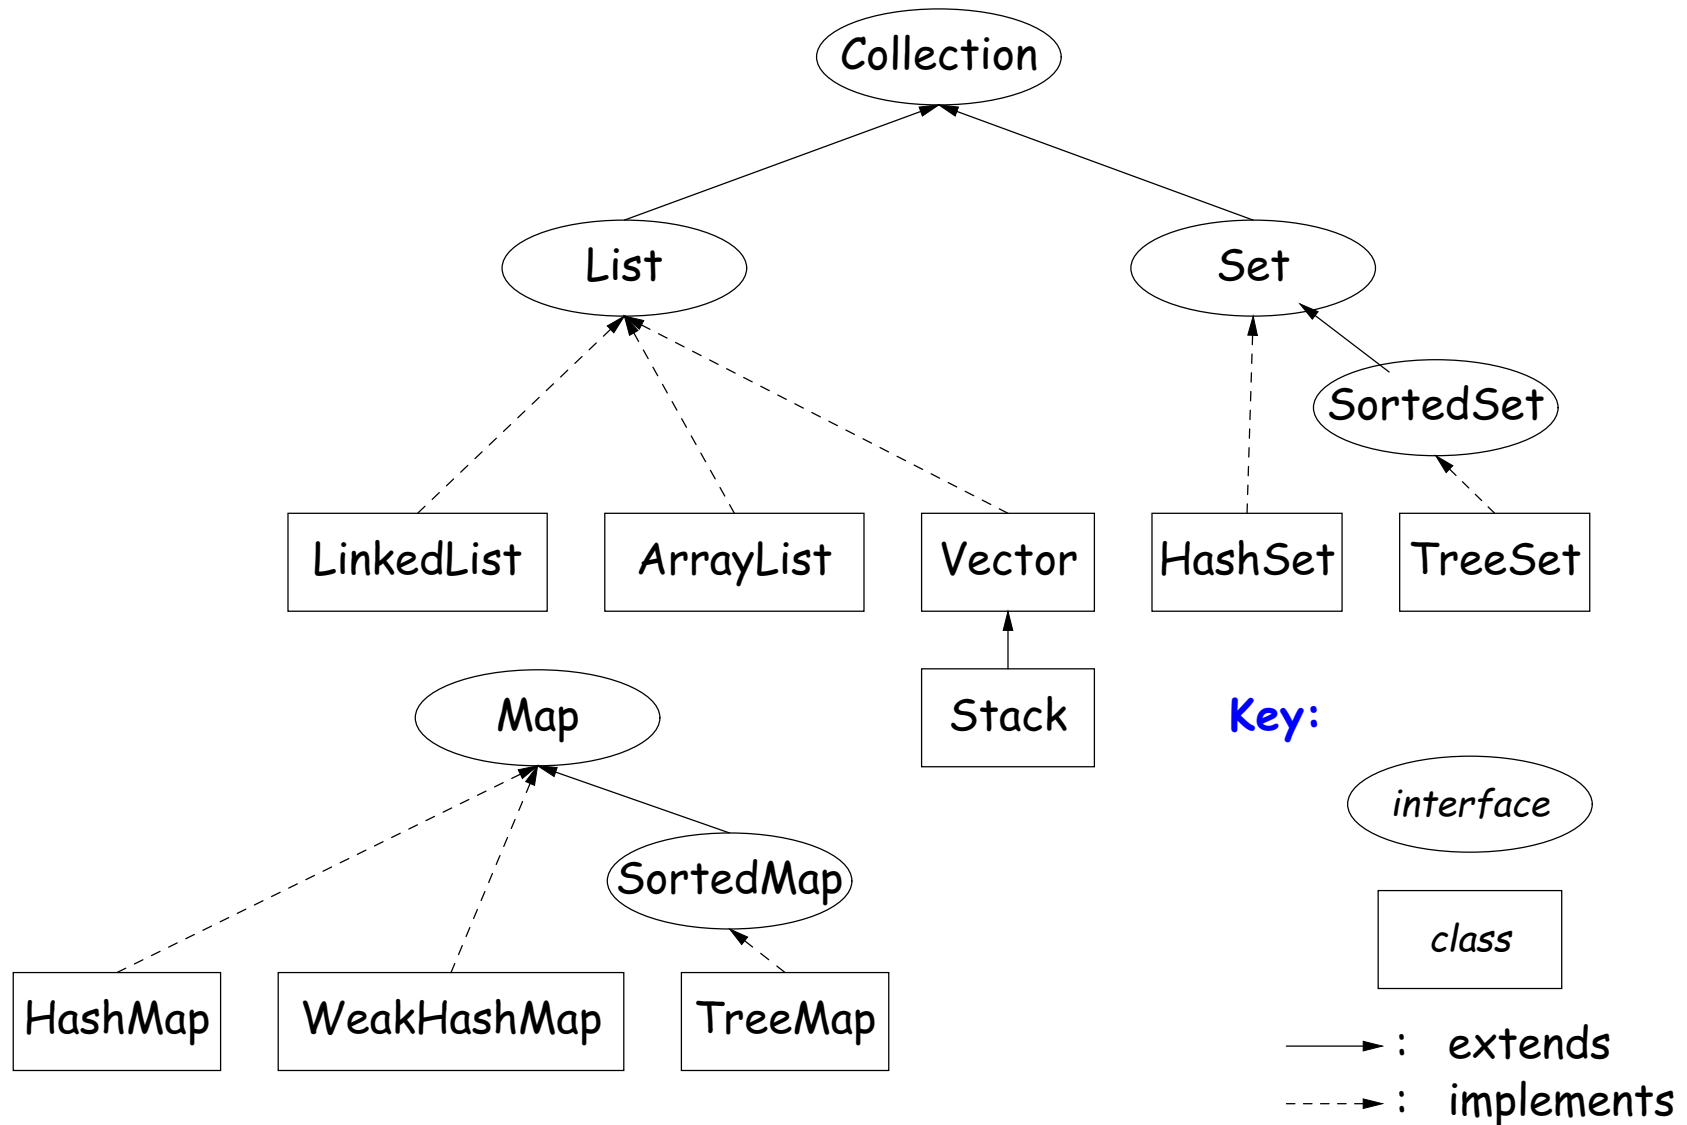 Collection
List
Set
SortedSet
LinkedList
ArrayList
Vector
HashSet
TreeSet
Stack
Map
SortedMap
HashMap
WeakHashMap
TreeMap
Key:
interface
class
: extends
: implements